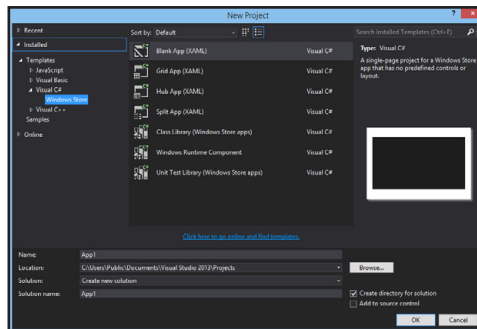 New Project
? ×
Recent
Installed
Templates
JavaScript
Visual Basic
Visual C#
Windows Store
Visual C++
Samples
Online
Sort by: Default
Blank App (XAML) Visual C#
Grid App (XAML) Visual C#
Hub App (XAML) Visual C#
Split App (XAML) Visual C#
Class Library (Windows Store apps) Visual C#
Windows Runtime Component Visual C#
Unit Test Library (Windows Store apps) Visual C#
Click here to go online and find templates.
Search Installed Templates (Ctrl+E)
Type: Visual C#
A single-page project for a Windows Store
app that has no predefined controls or
layout.
Name: App1
Location: C:\Users\Public\Documents\Visual Studio 2013\Projects
Browse...
Solution: Create new solution
Solution name: App1
Create directory for solution
Add to source control
OK Cancel